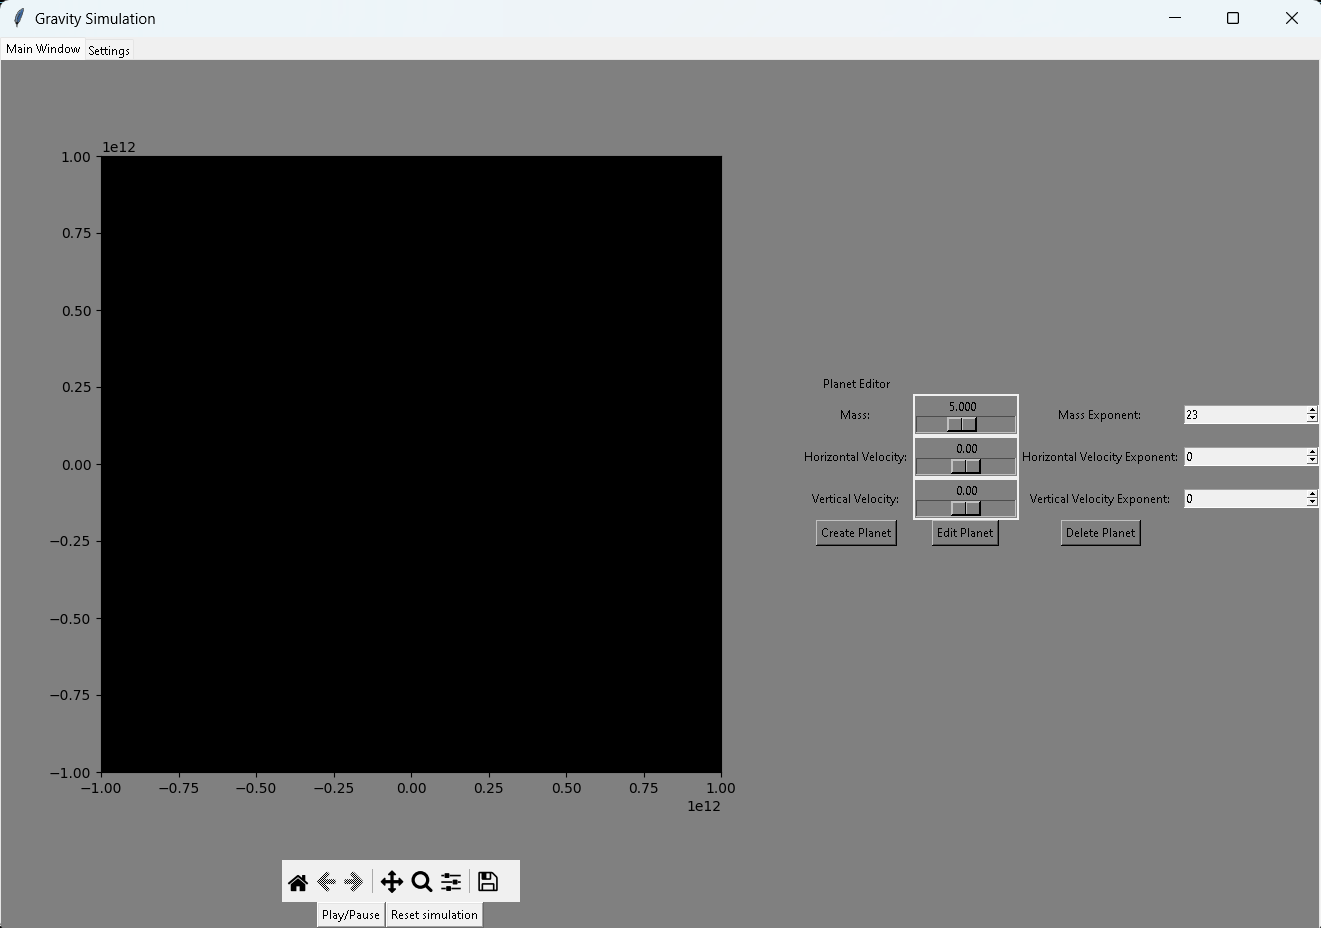 Gravity Simulation
Main Window Settings
1e12
1.00
0.75
0.50
0.25
0.00
−0.25
−0.50
−0.75
−1.00
−1.00 −0.75 −0.50 −0.25 0.00 0.25 0.50 0.75 1.00
1e12
Planet Editor
Mass: 5.000 Mass Exponent: 23
Horizontal Velocity: 0.00 Horizontal Velocity Exponent: 0
Vertical Velocity: 0.00 Vertical Velocity Exponent: 0
Create Planet Edit Planet Delete Planet
Play/Pause Reset simulation